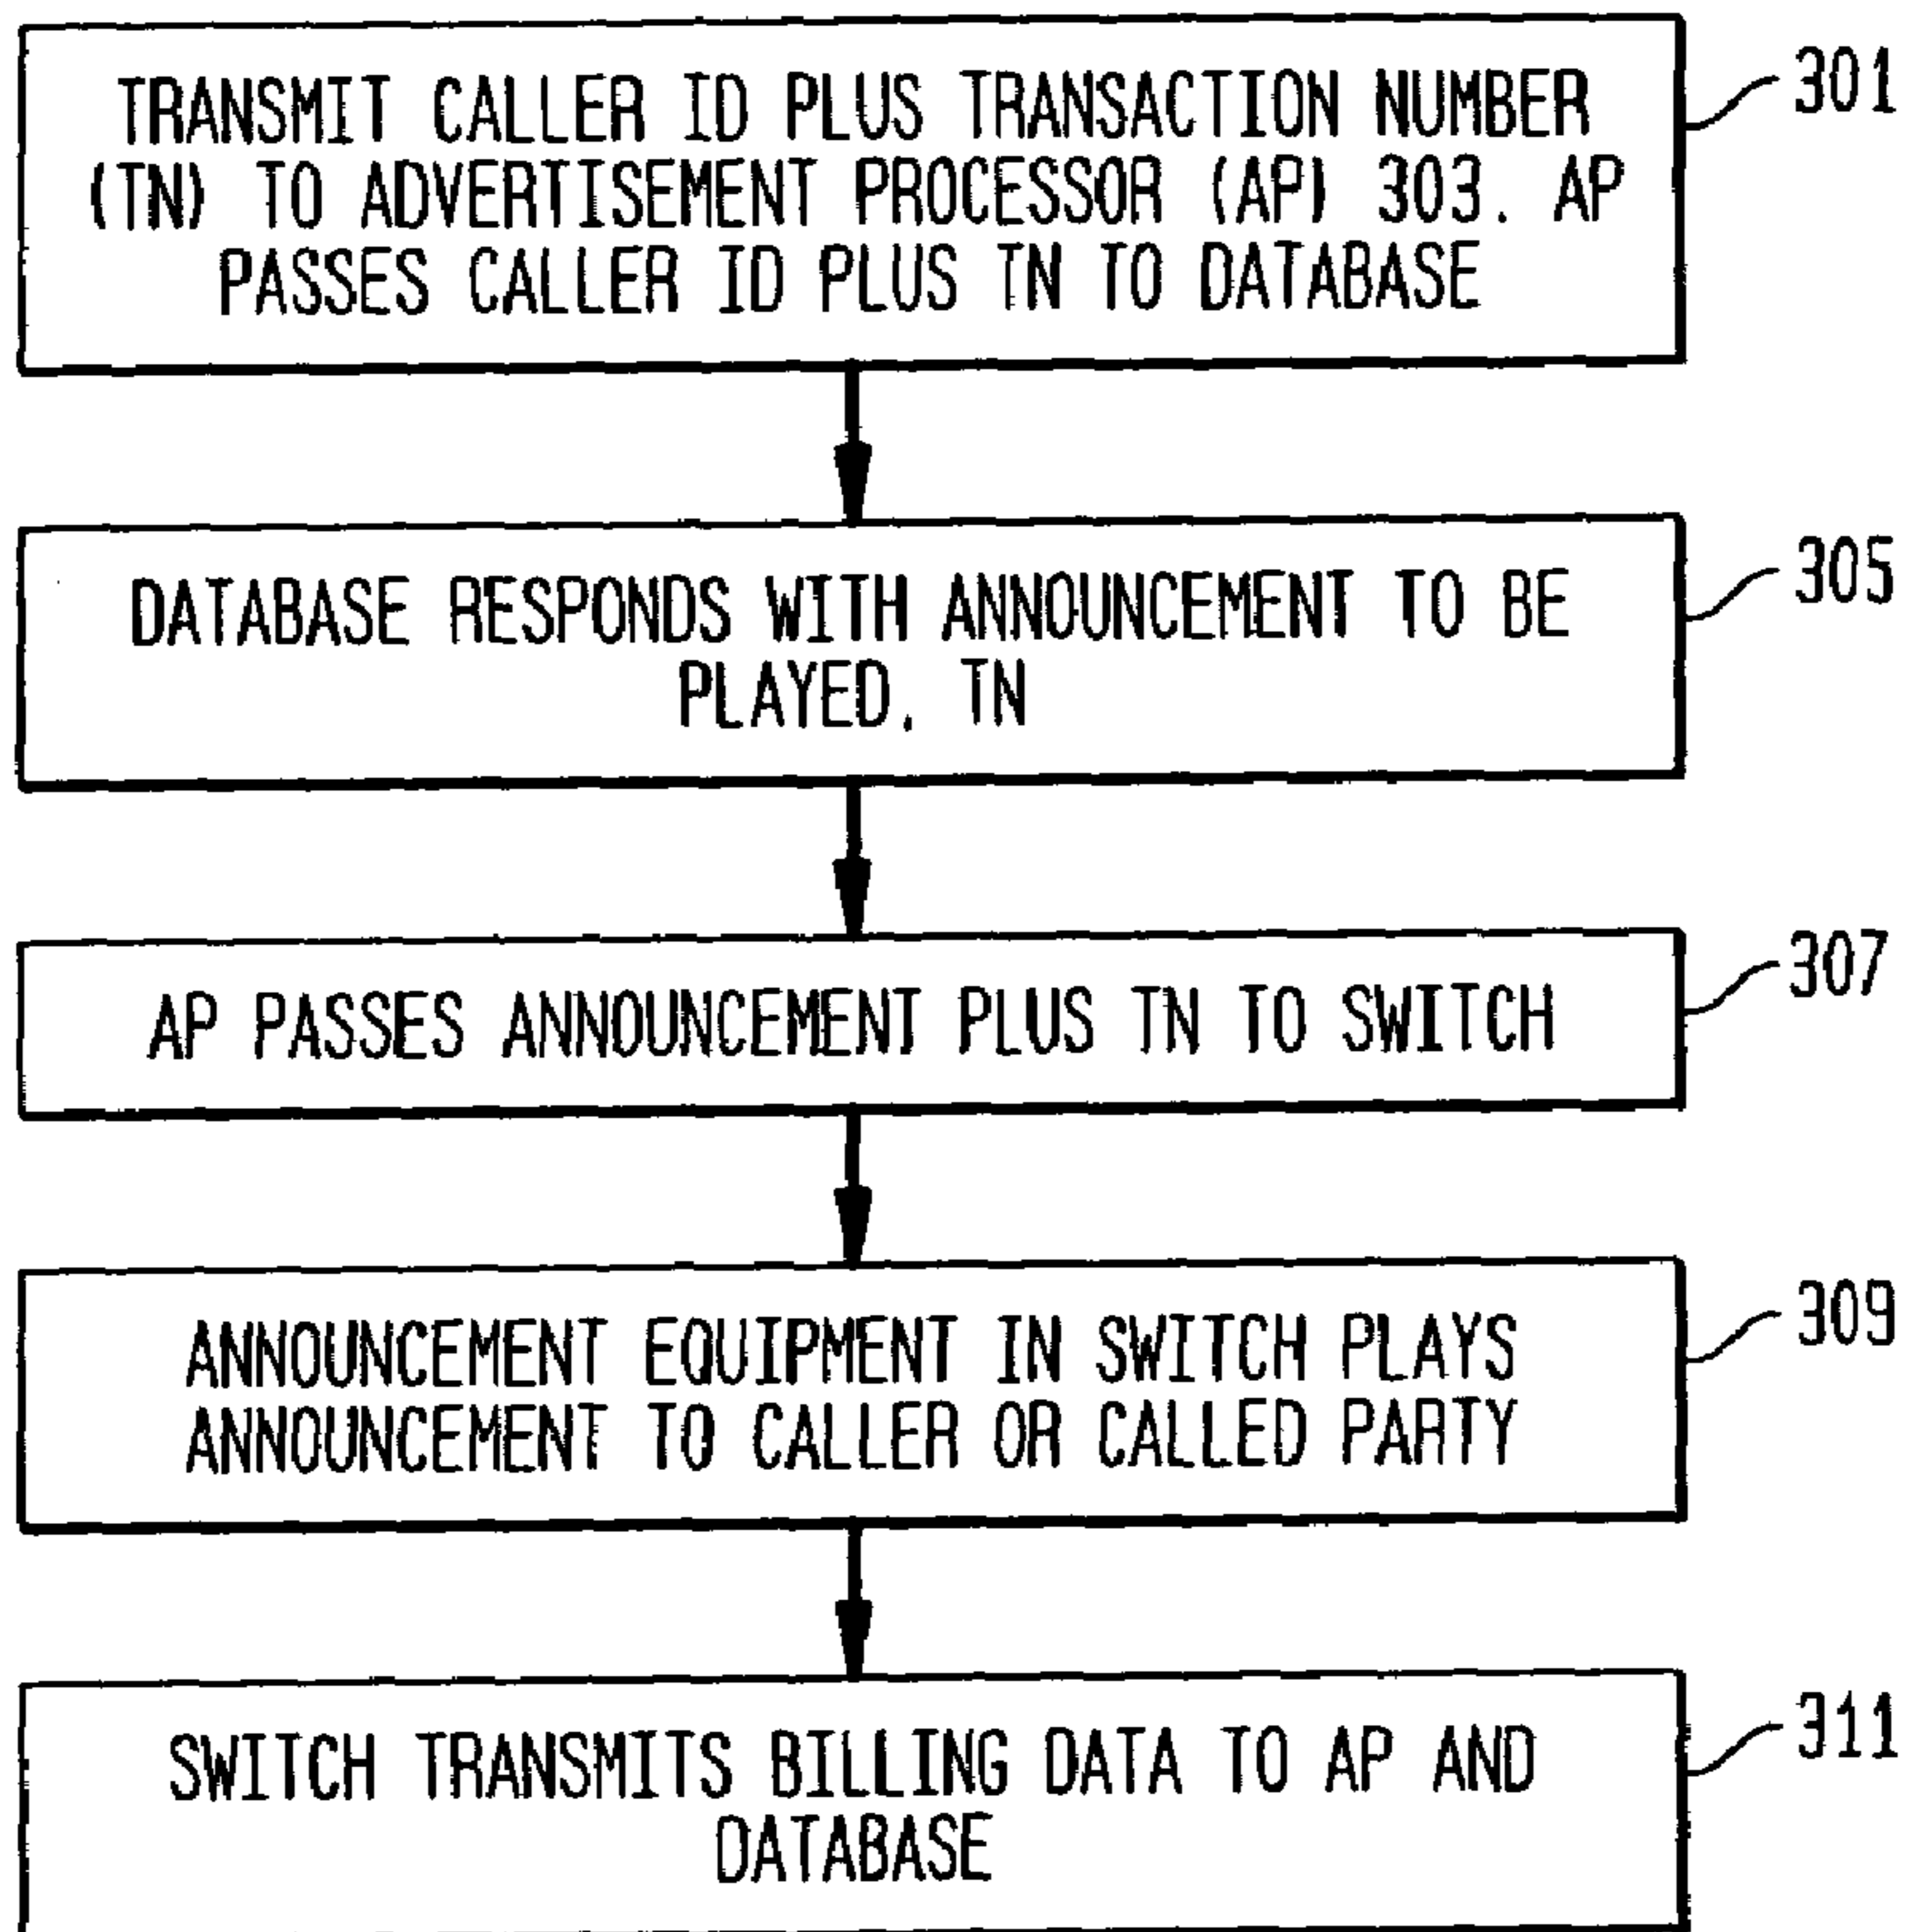 TRANSMIT CALLER ID PLUS TRANSACTION NUMBER
(TN) TO ADVERTISEMENT PROCESSOR (AP) 303. AP
PASSES CALLER ID PLUS TN TO DATABASE
301
DATABASE RESPONDS WITH ANNOUNCEMENT TO BE
PLAYED, TN
305
AP PASSES ANNOUNCEMENT PLUS TN TO SWITCH
307
ANNOUNCEMENT EQUIPMENT IN SWITCH PLAYS
ANNOUNCEMENT TO CALLER OR CALLED PARTY
309
SWITCH TRANSMITS BILLING DATA TO AP AND
DATABASE
311